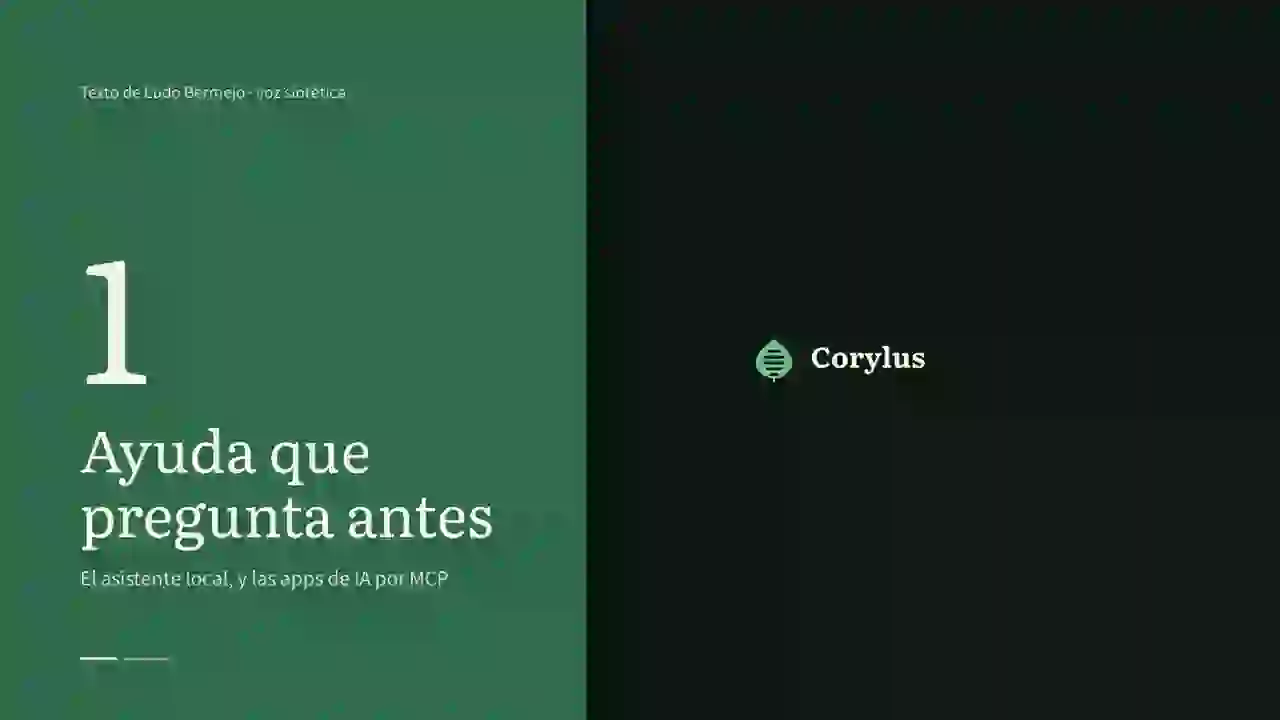 Texto de Ludo Bermejo · voz sintética
1
Ayuda que
pregunta antes
El asistente local, y las apps de IA por MCP
Corylus